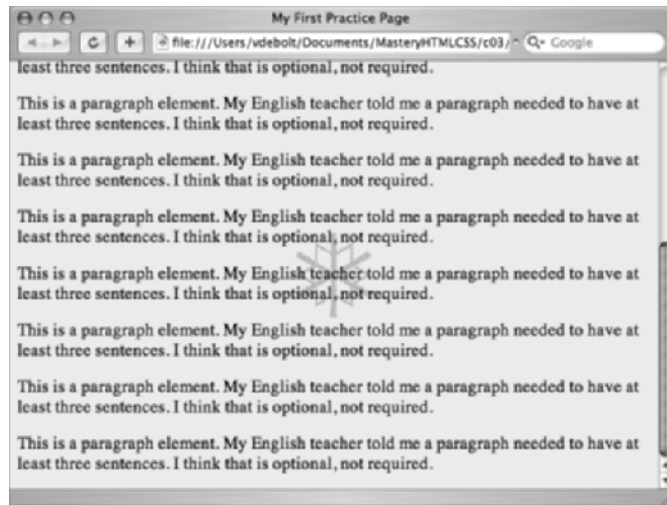 My First Practice Page
file:///Users/vdebolt/Documents/MasteryHTMLCSS/c03/
Google
least three sentences. I think that is optional, not required.
This is a paragraph element. My English teacher told me a paragraph needed to have at
least three sentences. I think that is optional, not required.
This is a paragraph element. My English teacher told me a paragraph needed to have at
least three sentences. I think that is optional, not required.
This is a paragraph element. My English teacher told me a paragraph needed to have at
least three sentences. I think that is optional, not required.
This is a paragraph element. My English teacher told me a paragraph needed to have at
least three sentences. I think that is optional, not required.
This is a paragraph element. My English teacher told me a paragraph needed to have at
least three sentences. I think that is optional, not required.
This is a paragraph element. My English teacher told me a paragraph needed to have at
least three sentences. I think that is optional, not required.
This is a paragraph element. My English teacher told me a paragraph needed to have at
least three sentences. I think that is optional, not required.